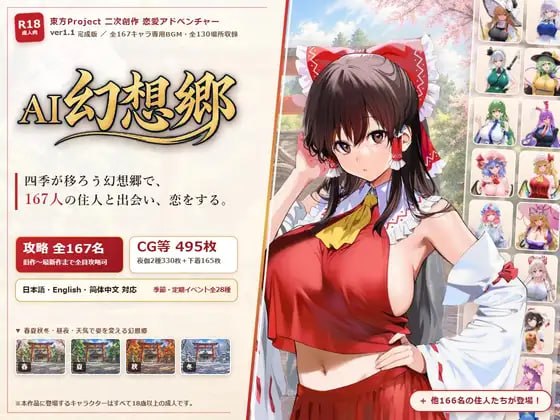 R18
成人向
東方Project 二次創作 恋愛アドベンチャー
ver1.1 完成版 ／ 全167キャラ専用BGM・全130場所収録
AI幻想郷
四季が移ろう幻想郷で、
167人の住人と出会い、恋をする。
攻略 全167名
旧作〜最新作まで全員攻略可
CG等 495枚
夜伽2種330枚+下着165枚
日本語・English・简体中文 対応
季節・定期イベント全28種
▼ 春夏秋冬・昼夜・天気で姿を変える幻想郷
春
夏
秋
冬
※本作品に登場するキャラクターはすべて18歳以上の成人です。
+ 他166名の住人たちが登場！